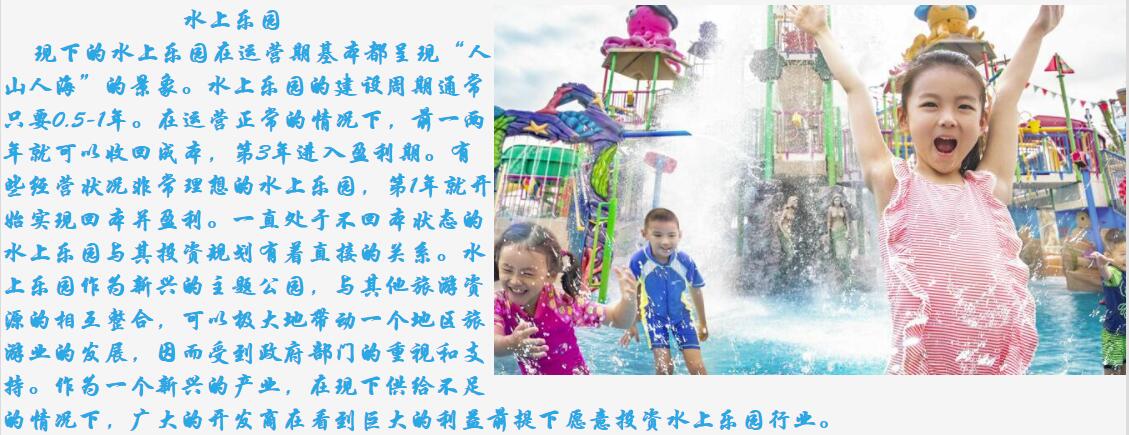 水上乐园
现下的水上乐园在运营期基本都呈现“人
山人海”的景象。水上乐园的建设周期通常
只要0.5-1年。在运营正常的情况下，前一两
年就可以收回成本，第3年进入盈利期。有
些经营状况非常理想的水上乐园，第1年就开
始实现回本并盈利。一直处于不回本状态的
水上乐园与其投资规划有着直接的关系。水
上乐园作为新兴的主题公园，与其他旅游资
源的相互整合，可以极大地带动一个地区旅
游业的发展，因而受到政府部门的重视和支
持。作为一个新兴的产业，在现下供给不足
的情况下，广大的开发商在看到巨大的利益前提下愿意投资水上乐园行业。